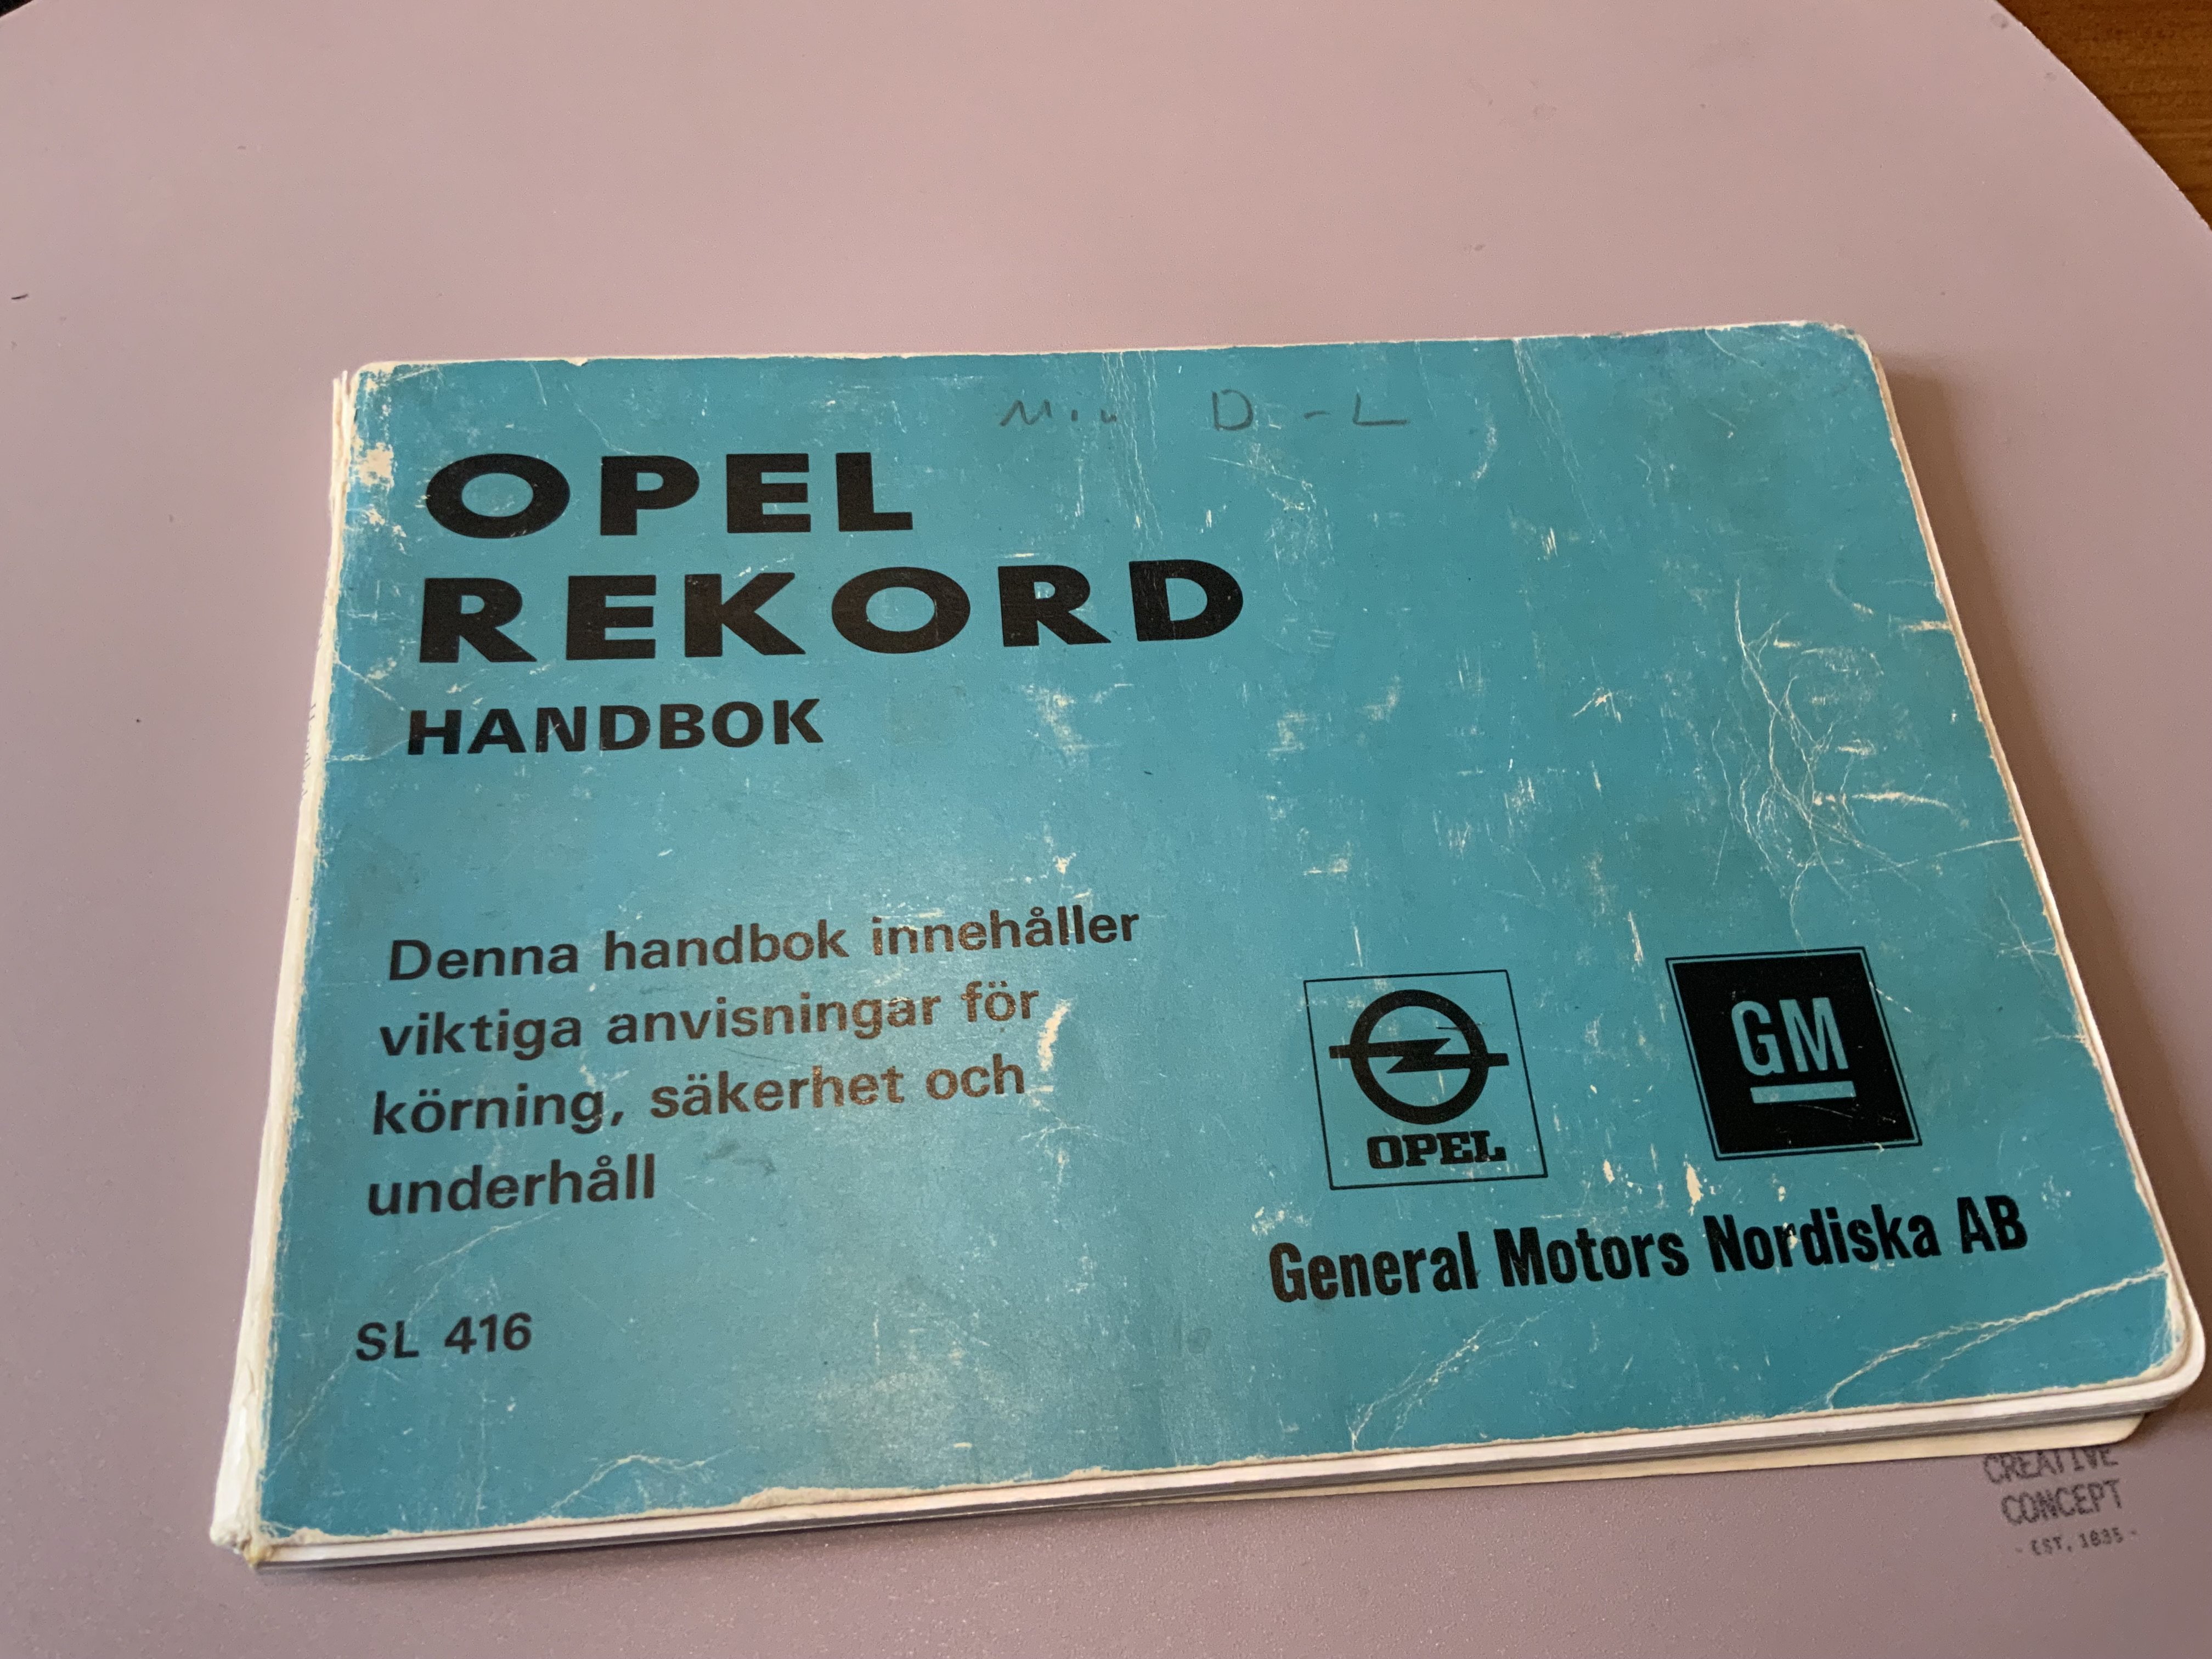 Min D-L
OPEL
REKORD
HANDBOK
Denna handbok innehåller
viktiga anvisningar för
körning, säkerhet och
underhåll
SL 416
OPEL
GM
General Motors Nordiska AB
CREATIVE
CONCEPT
- EST. 1835 -